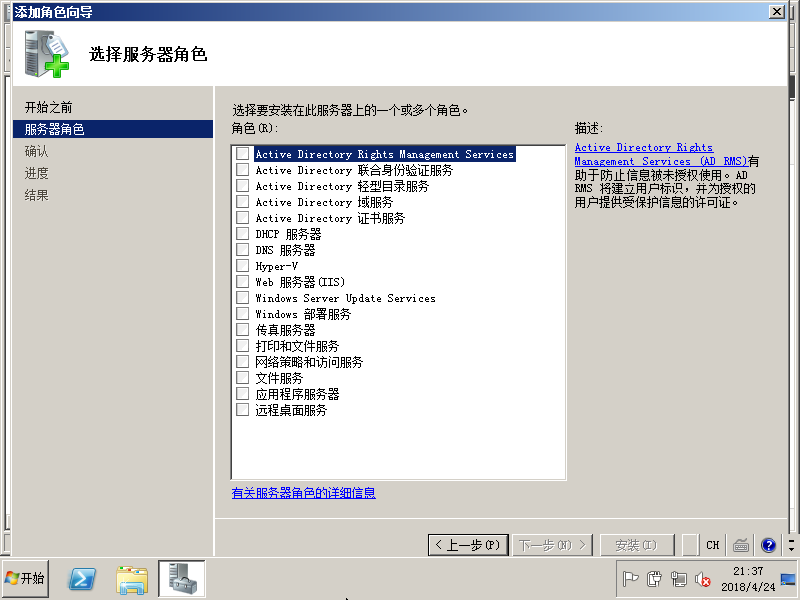 添加角色向导
选择服务器角色
开始之前
服务器角色
确认
进度
结果
选择要安装在此服务器上的一个或多个角色。
角色(R):
Active Directory Rights Management Services
Active Directory 联合身份验证服务
Active Directory 轻型目录服务
Active Directory 域服务
Active Directory 证书服务
DHCP 服务器
DNS 服务器
Hyper-V
Web 服务器(IIS)
Windows Server Update Services
Windows 部署服务
传真服务器
打印和文件服务
网络策略和访问服务
文件服务
应用程序服务器
远程桌面服务
有关服务器角色的详细信息
描述:
Active Directory Rights
Management Services (AD RMS)有
助于防止信息被未授权使用。AD
RMS 将建立用户标识，并为授权的
用户提供受保护信息的许可证。
< 上一步(P)
下一步(N) >
安装(I)
CH
开始
21:37
2018/4/24